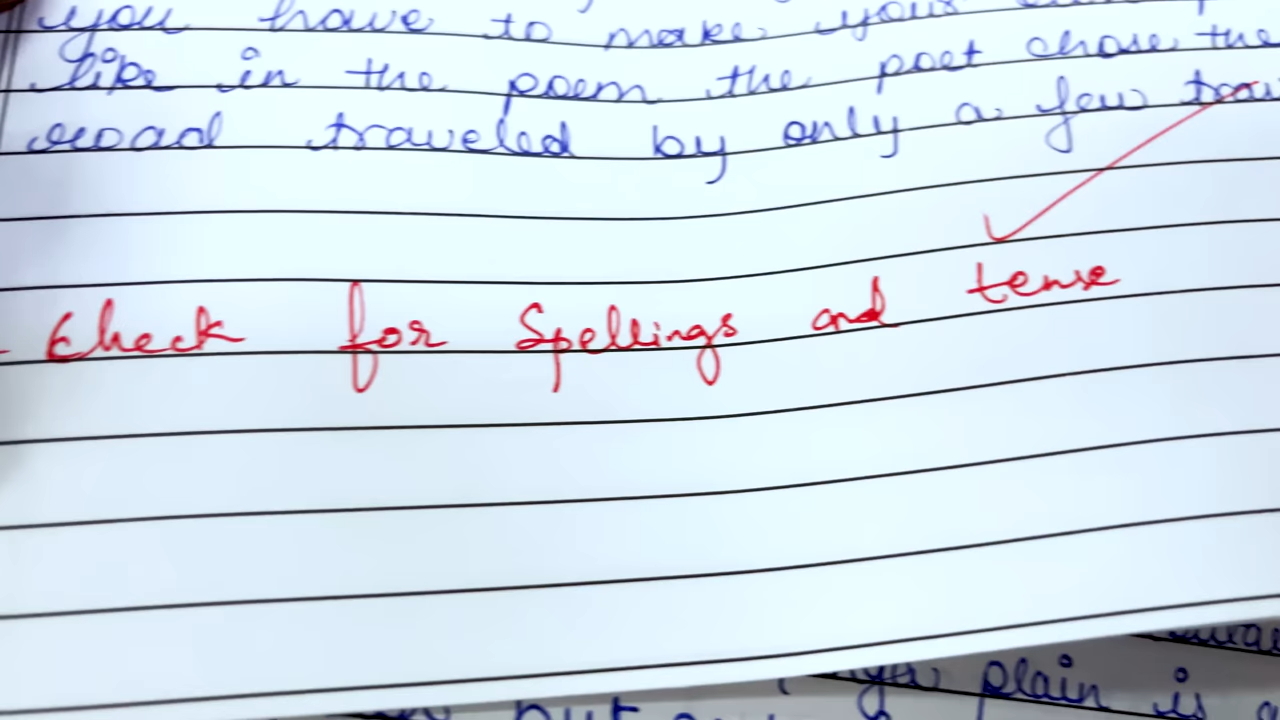 you have to make your
like in the poem the poet chose the
road traveled by only a few
- Check for Spellings and tense
plain is
but